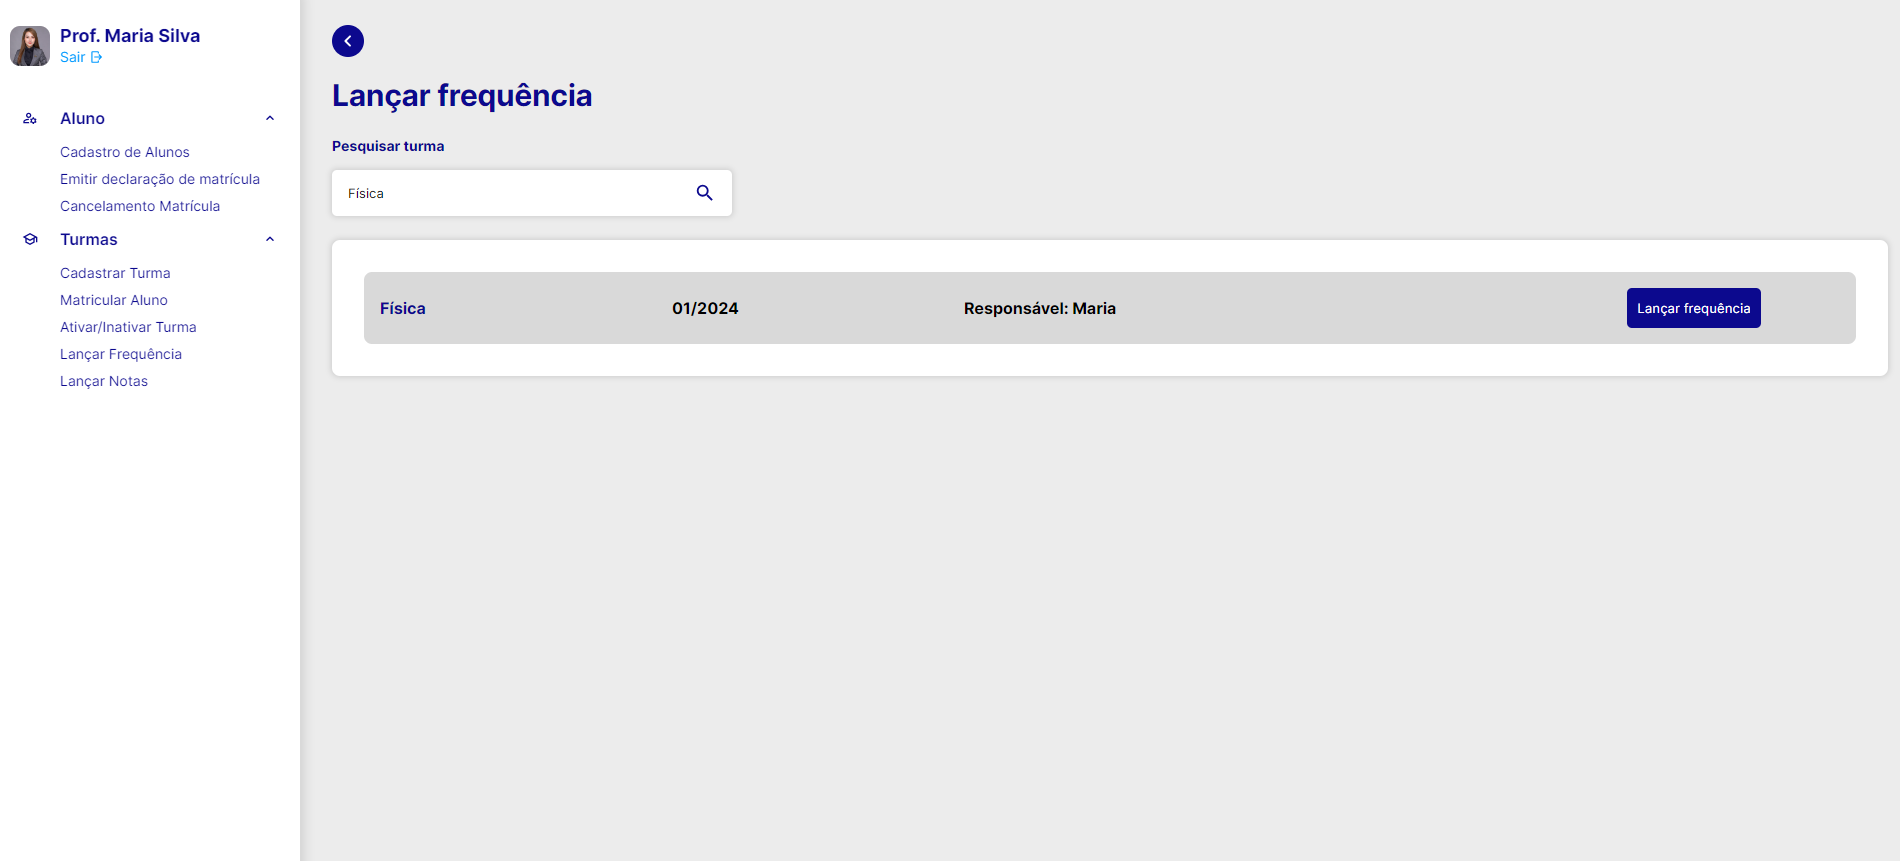 Prof. Maria Silva
Sair
Aluno
Cadastro de Alunos
Emitir declaração de matrícula
Cancelamento Matrícula
Turmas
Cadastrar Turma
Matricular Aluno
Ativar/Inativar Turma
Lançar Frequência
Lançar Notas
Lançar frequência
Pesquisar turma
Física
Física 01/2024 Responsável: Maria Lançar frequência